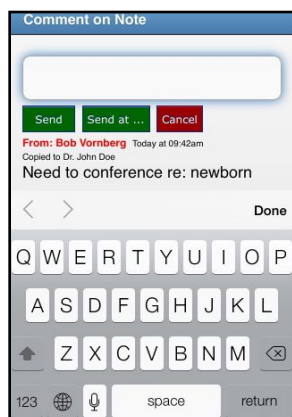 Comment on Note
Send Send at ... Cancel
From: Bob Vornberg Today at 09:42am
Copied to Dr. John Doe
Need to conference re: newborn
Done
Q W E R T Y U I O P
A S D F G H J K L
Z X C V B N M
123 space return